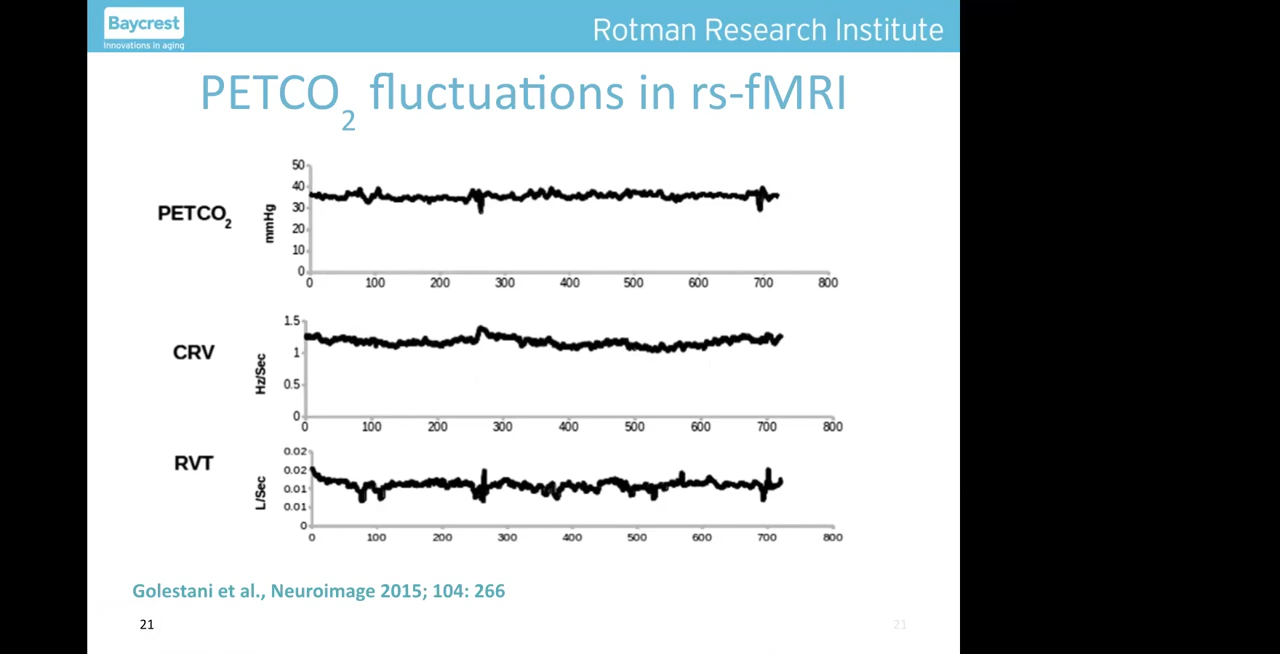 Baycrest
Innovations in aging
Rotman Research Institute
PETCO2 fluctuations in rs-fMRI
PETCO2
mmHg
50
40
30
20
10
0
0 100 200 300 400 500 600 700 800
CRV
Hz/Sec
1.5
1
0.5
0
0 100 200 300 400 500 600 700 800
RVT
L/Sec
0.02
0.02
0.01
0.01
0
0 100 200 300 400 500 600 700 800
Golestani et al., Neuroimage 2015; 104: 266
21
21